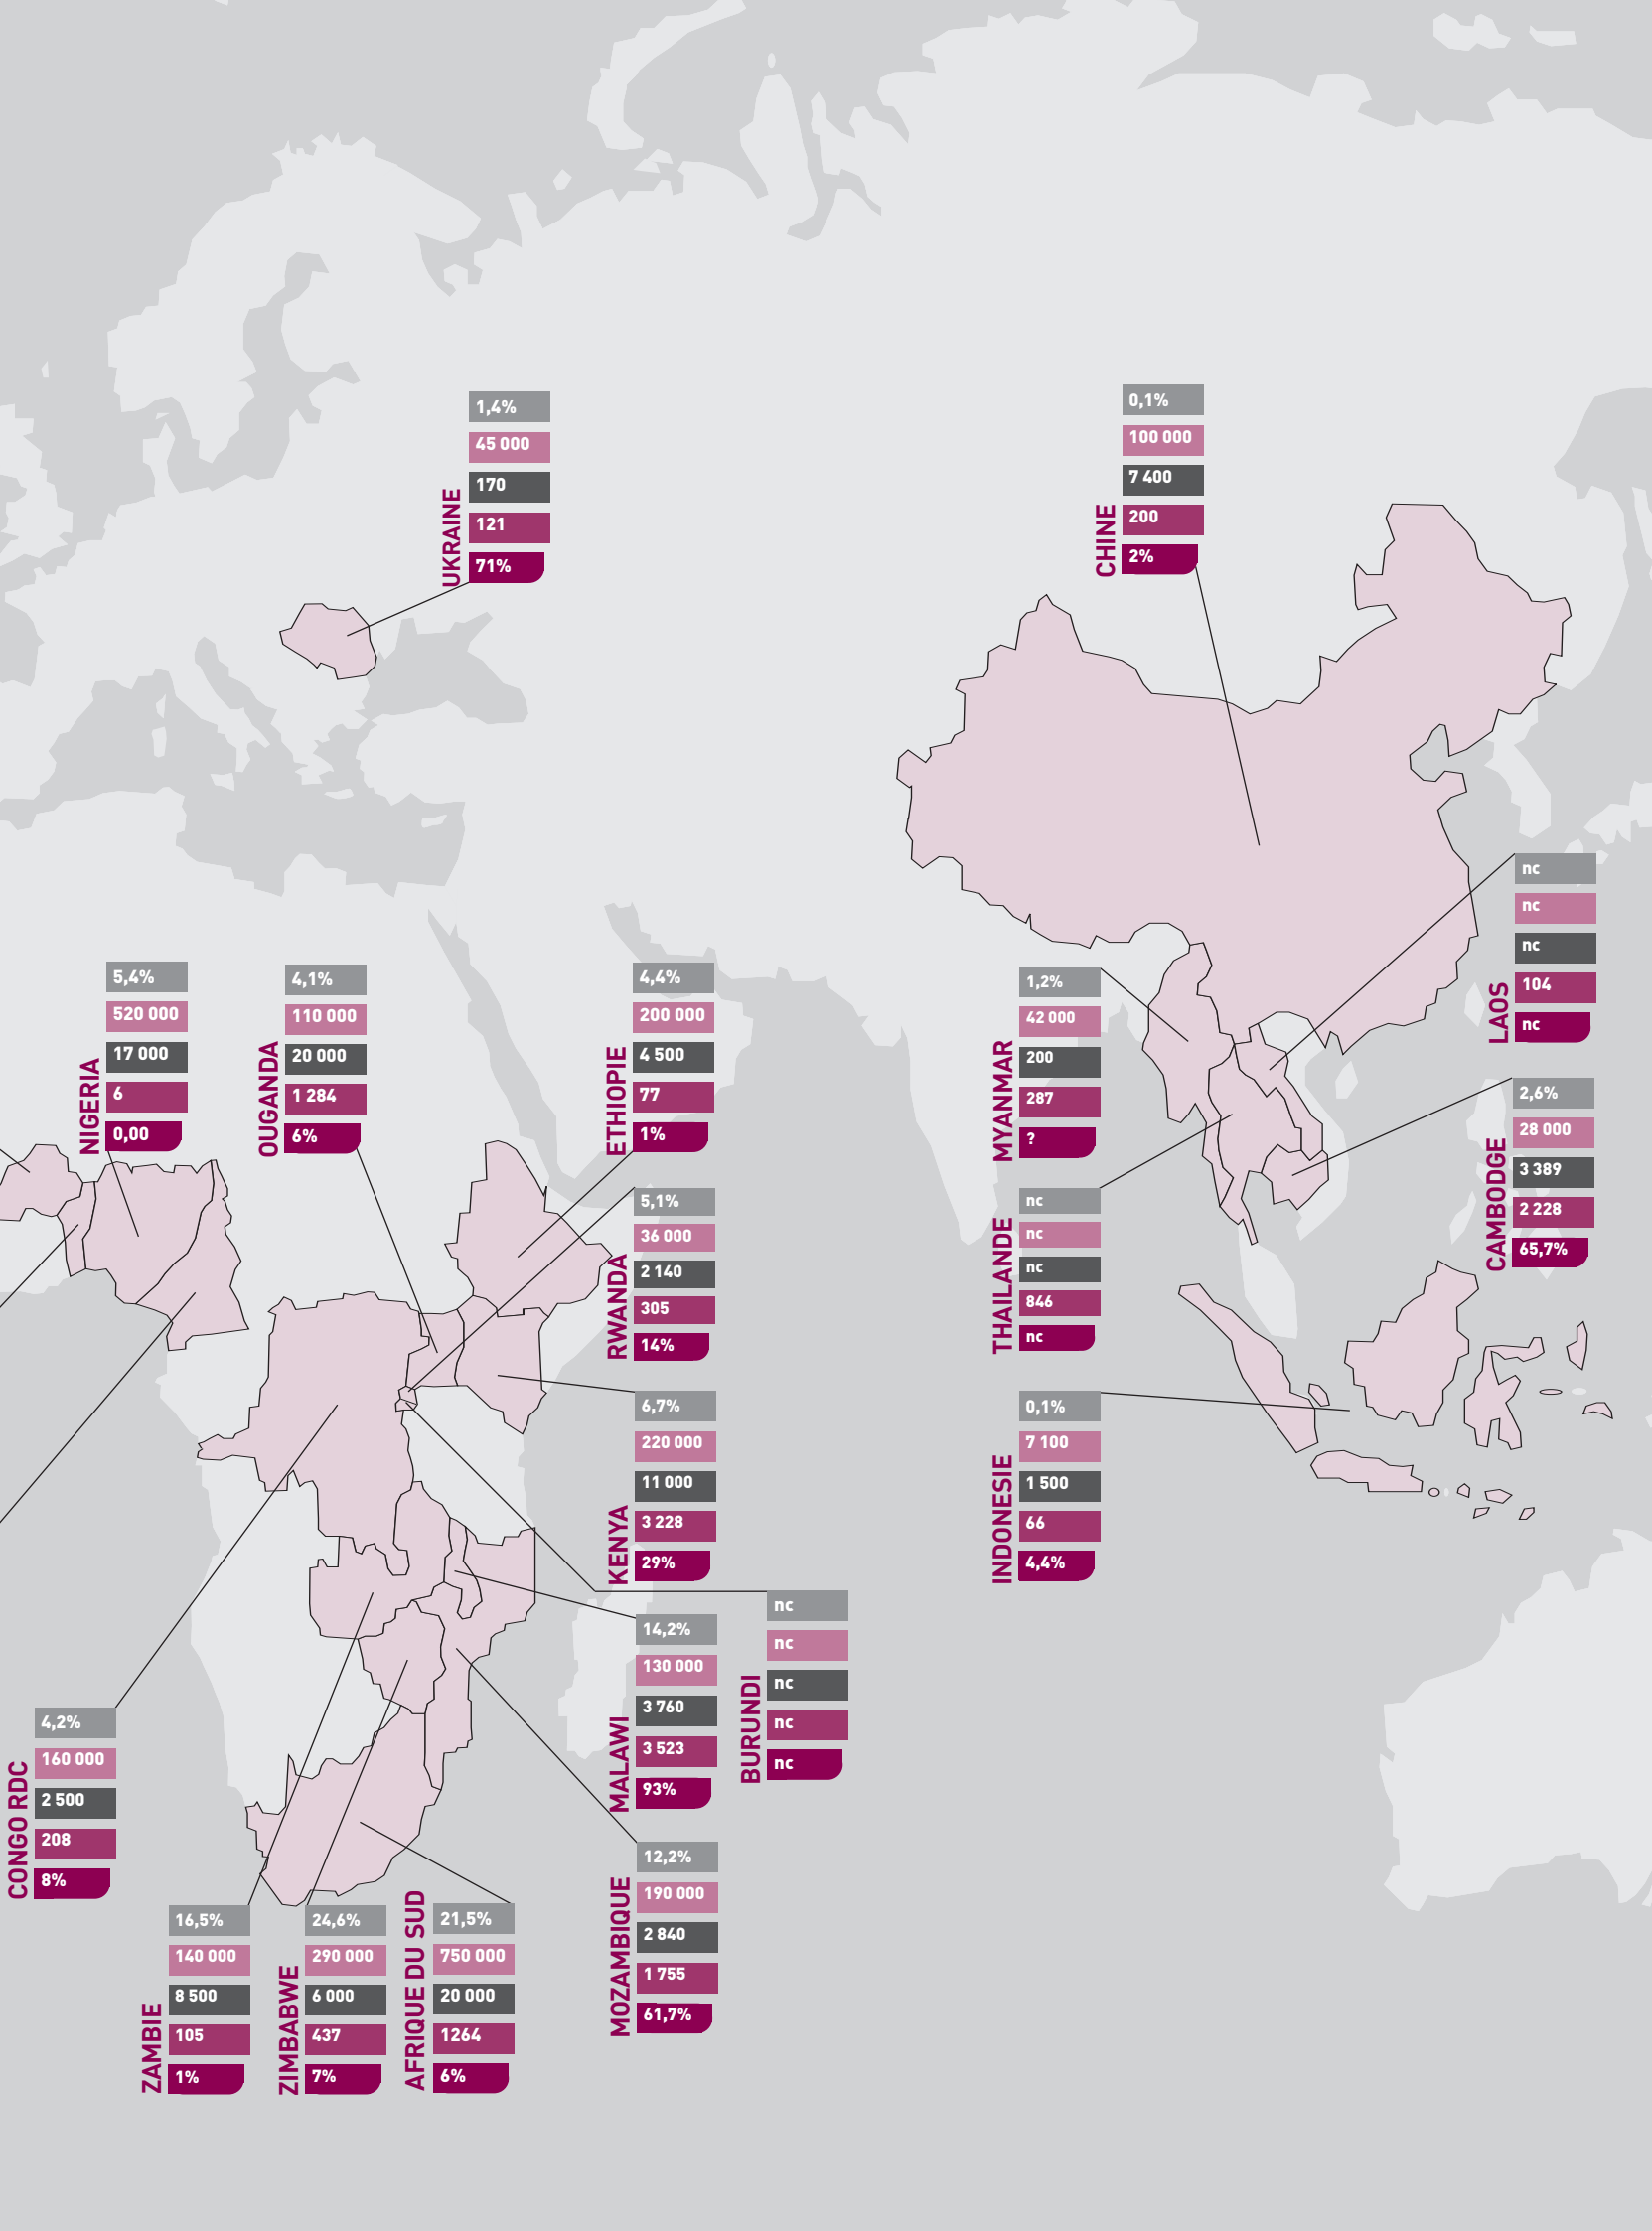 UKRAINE
1,4%
45 000
170
121
71%
CHINE
0,1%
100 000
7 400
200
2%
LAOS
nc
nc
nc
104
nc
NIGERIA
5,4%
520 000
17 000
6
0,00
OUGANDA
4,1%
110 000
20 000
1 284
6%
ETHIOPIE
4,4%
200 000
4 500
77
1%
MYANMAR
1,2%
42 000
200
287
?
CAMBODGE
2,6%
28 000
3 389
2 228
65,7%
RWANDA
5,1%
36 000
2 140
305
14%
THAILANDE
nc
nc
nc
846
nc
KENYA
6,7%
220 000
11 000
3 228
29%
INDONESIE
0,1%
7 100
1 500
66
4,4%
MALAWI
14,2%
130 000
3 760
3 523
93%
BURUNDI
nc
nc
nc
nc
nc
CONGO RDC
4,2%
160 000
2 500
208
8%
MOZAMBIQUE
12,2%
190 000
2 840
1 755
61,7%
ZAMBIE
16,5%
140 000
8 500
105
1%
ZIMBABWE
24,6%
290 000
6 000
437
7%
AFRIQUE DU SUD
21,5%
750 000
20 000
1264
6%